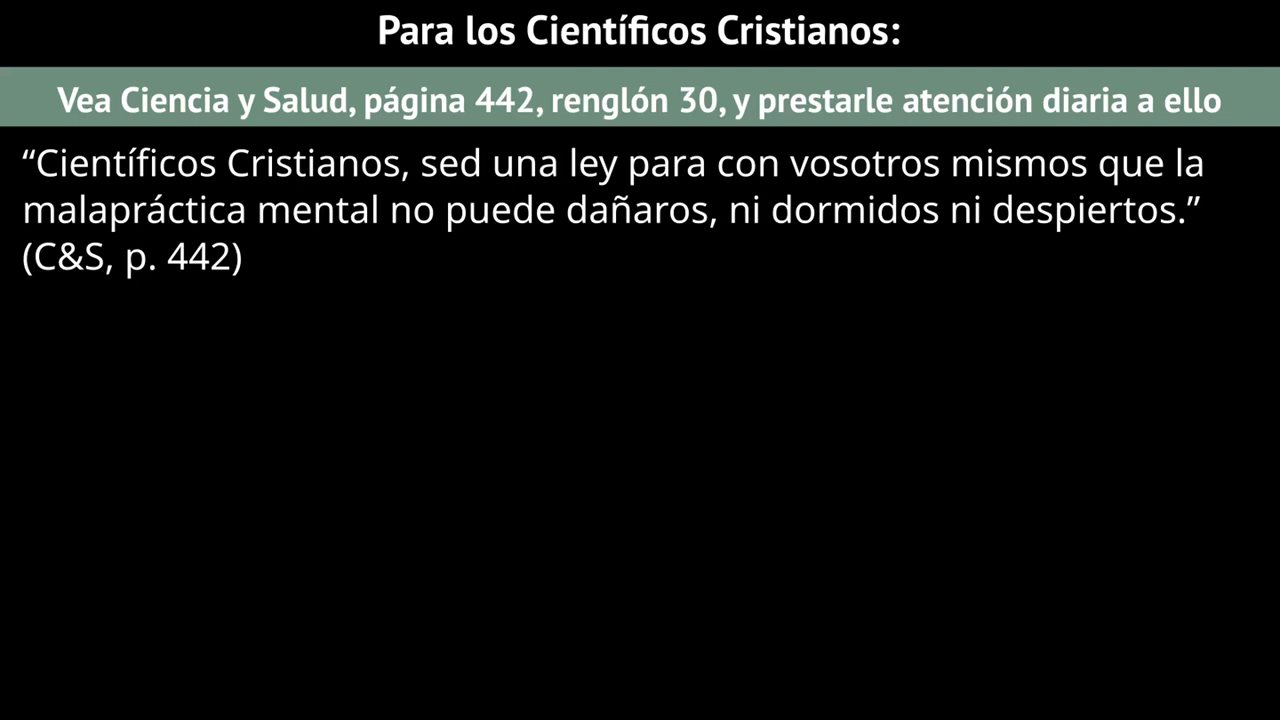 Para los Científicos Cristianos:
Vea Ciencia y Salud, página 442, renglón 30, y prestarle atención diaria a ello
“Científicos Cristianos, sed una ley para con vosotros mismos que la
malapráctica mental no puede dañaros, ni dormidos ni despiertos.”
(C&S, p. 442)